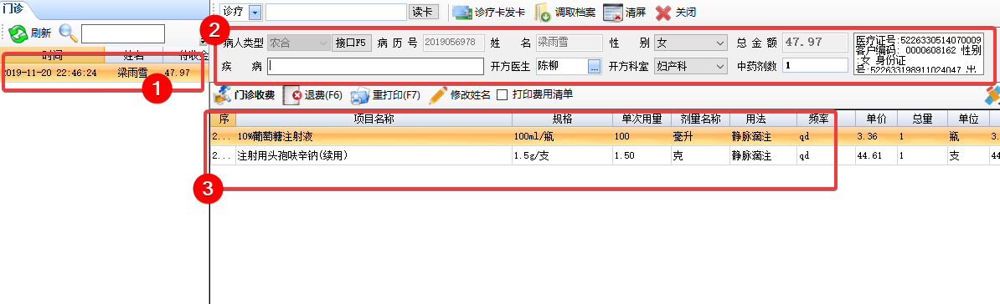 门诊
刷新
时间 姓名 待收金
2019-11-20 22:46:24 梁雨雪 47.97
1
诊疗 读卡 诊疗卡发卡 调取档案 清屏 关闭
2
病人类型 农合 接口F5 病历号 2019056978 姓名 梁雨雪 性别 女 总金额 47.97
疾病 开方医生 陈柳 ... 开方科室 妇产科 中药剂数 1
医疗证号:5226330514070009
客户编码: 0000608162 性别
:女 身份证
号:522633198911024047 出
门诊收费 退费(F6) 重打印(F7) 修改姓名 打印费用清单
序 项目名称 规格 单次用量 剂量名称 用法 频率 单价 总量 单位
2... 10%葡萄糖注射液 100ml/瓶 100 毫升 静脉滴注 qd 3.36 1 瓶 3.
2... 注射用头孢呋辛钠(续用) 1.5g/支 1.50 克 静脉滴注 qd 44.61 1 支 44
3